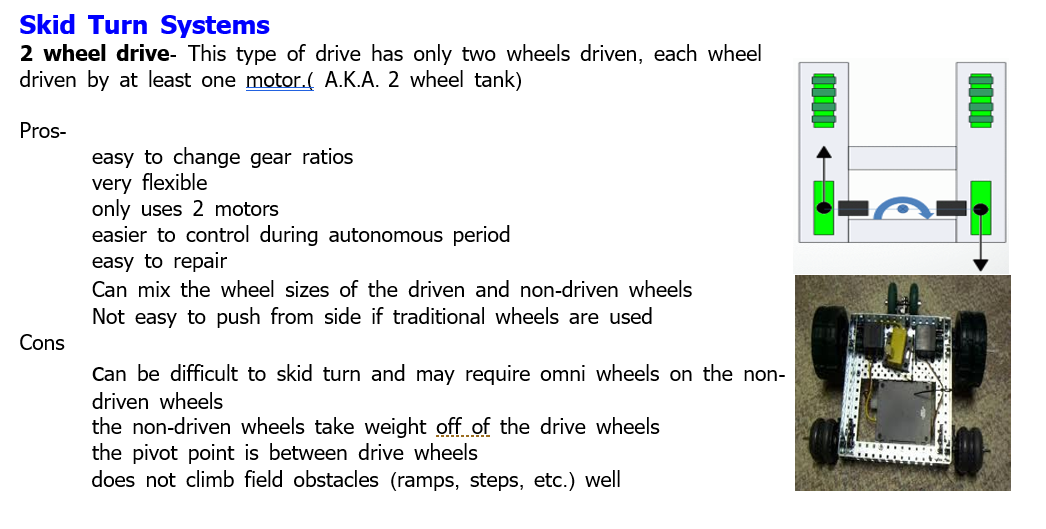 Skid Turn Systems
2 wheel drive- This type of drive has only two wheels driven, each wheel
driven by at least one motor.( A.K.A. 2 wheel tank)
Pros-
easy to change gear ratios
very flexible
only uses 2 motors
easier to control during autonomous period
easy to repair
Can mix the wheel sizes of the driven and non-driven wheels
Not easy to push from side if traditional wheels are used
Cons
Can be difficult to skid turn and may require omni wheels on the non-
driven wheels
the non-driven wheels take weight off of the drive wheels
the pivot point is between drive wheels
does not climb field obstacles (ramps, steps, etc.) well